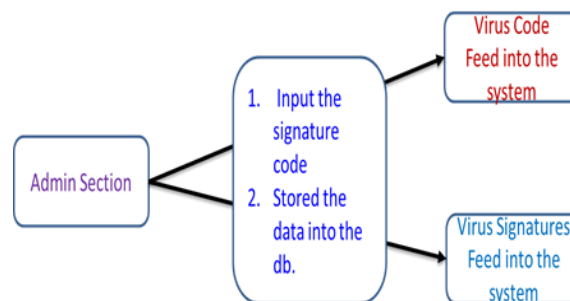 Admin Section
1. Input the
signature
code
2. Stored the
data into the
db.
Virus Code
Feed into the
system
Virus Signatures
Feed into the
system